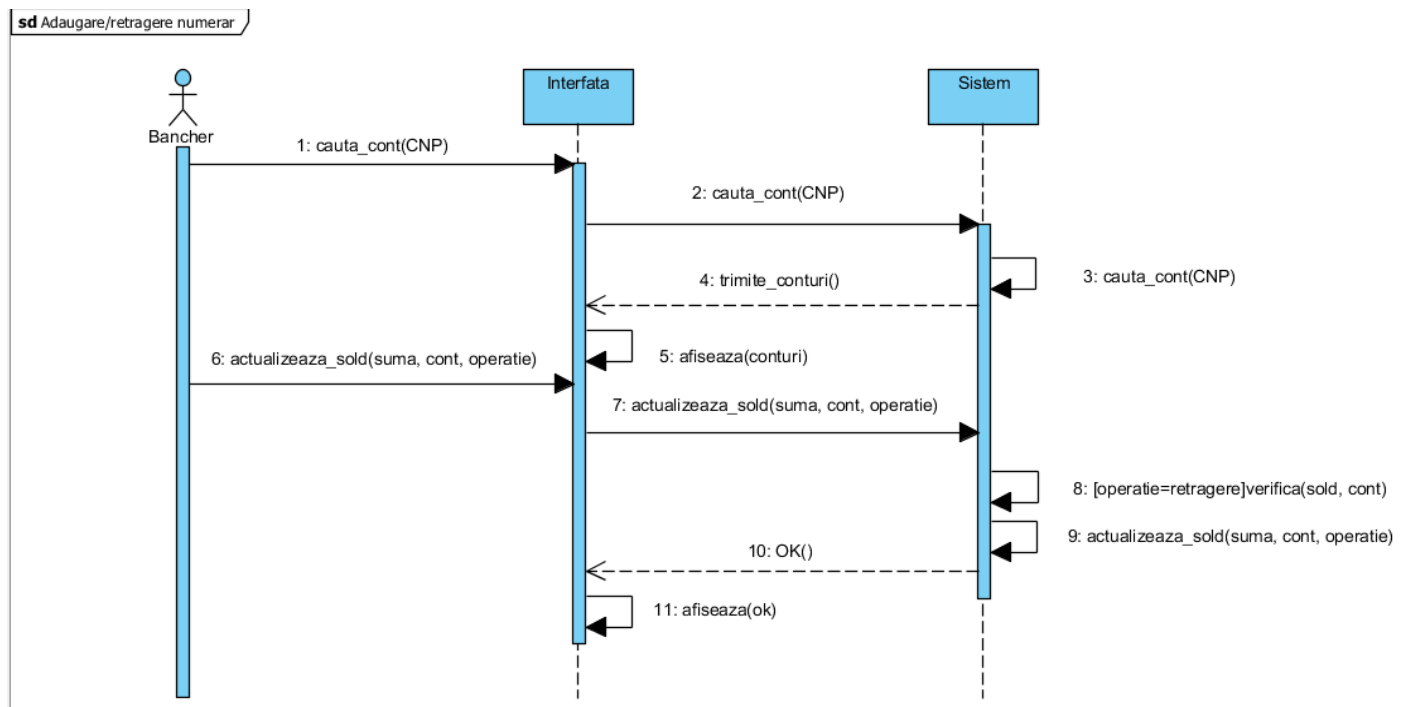 sd Adaugare/retragere numerar
Interfata
Sistem
Bancher
1: cauta_cont(CNP)
2: cauta_cont(CNP)
3: cauta_cont(CNP)
4: trimite_conturi()
5: afiseaza(conturi)
6: actualizeaza_sold(suma, cont, operatie)
7: actualizeaza_sold(suma, cont, operatie)
8: [operatie=retragere]verifica(sold, cont)
9: actualizeaza_sold(suma, cont, operatie)
10: OK()
11: afiseaza(ok)